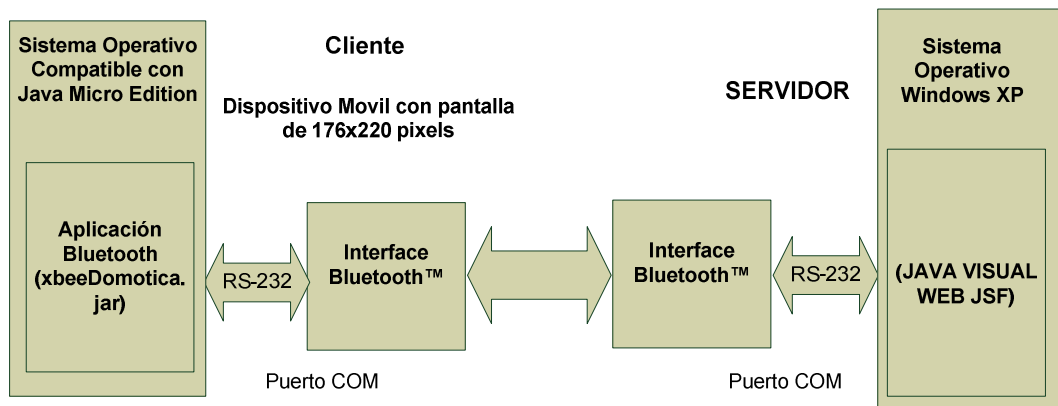 Sistema Operativo
Compatible con
Java Micro Edition
Aplicación
Bluetooth
(xbeeDomotica.
jar)
Cliente
Dispositivo Movil con pantalla
de 176x220 pixels
RS-232
Interface
Bluetooth™
Puerto COM
SERVIDOR
Interface
Bluetooth™
RS-232
Puerto COM
Sistema
Operativo
Windows XP
(JAVA VISUAL
WEB JSF)